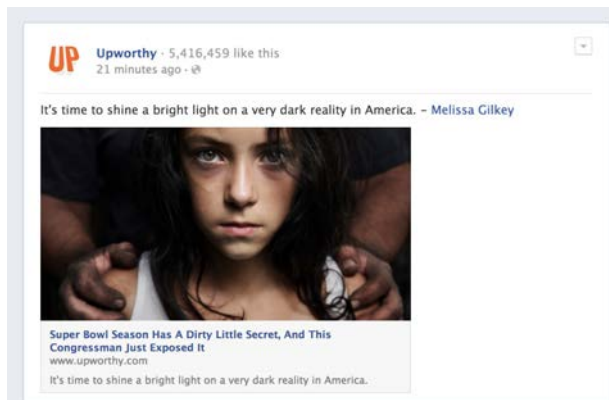 UP
Upworthy · 5,416,459 like this
21 minutes ago ·
It's time to shine a bright light on a very dark reality in America. – Melissa Gilkey
Super Bowl Season Has A Dirty Little Secret, And This
Congressman Just Exposed It
www.upworthy.com
It's time to shine a bright light on a very dark reality in America.